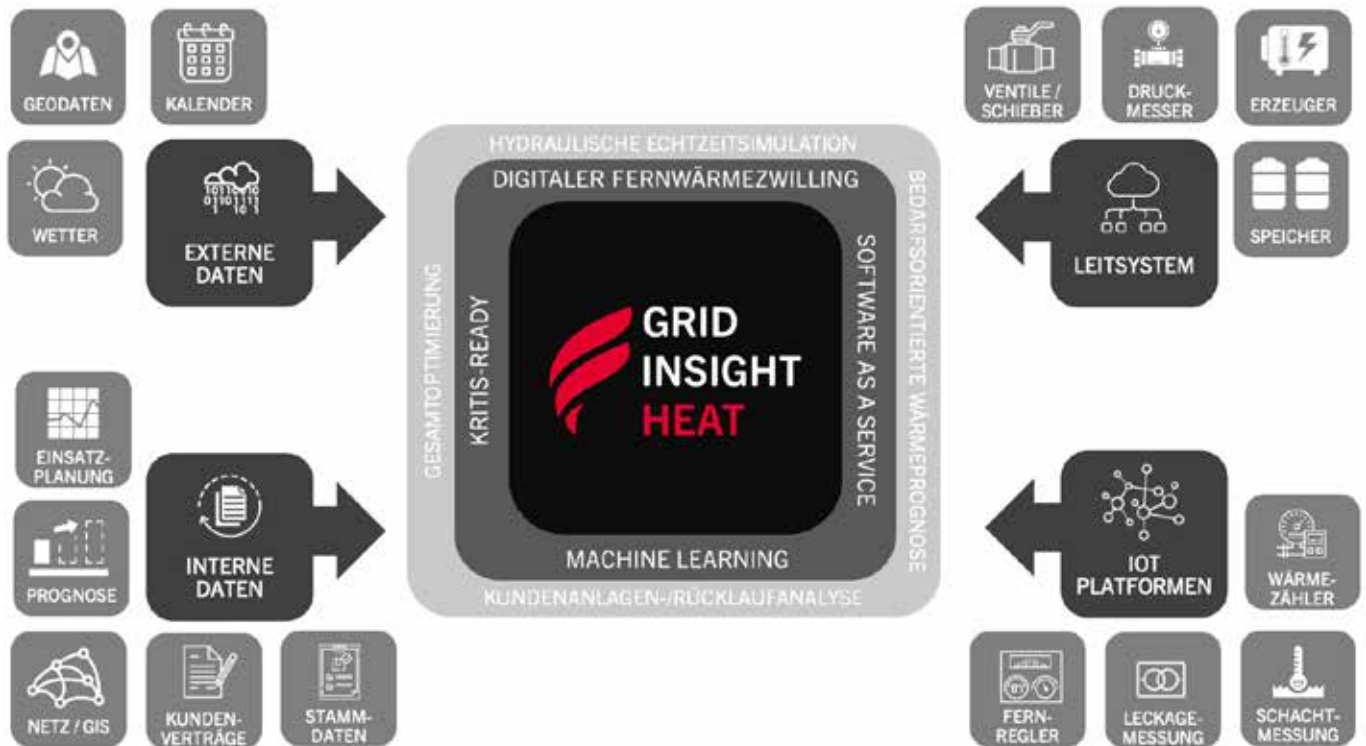 GEODATEN
KALENDER
WETTER
EXTERNE
DATEN
EINSATZ-
PLANUNG
PROGNOSE
INTERNE
DATEN
NETZ / GIS
KUNDEN-
VERTRÄGE
STAMM-
DATEN
HYDRAULISCHE ECHTZEITSIMULATION
DIGITALER FERNWÄRMEZWILLING
GESAMTOPTIMIERUNG
KRITIS-READY
GRID
INSIGHT
HEAT
SOFTWARE AS A SERVICE
BEDARFSORIENTIERTE WÄRMEPROGNOSE
MACHINE LEARNING
KUNDENANLAGEN-/RÜCKLAUFANALYSE
VENTILE /
SCHIEBER
DRUCK-
MESSER
ERZEUGER
LEITSYSTEM
SPEICHER
IOT
PLATFORMEN
WÄRME-
ZÄHLER
FERN-
REGLER
LECKAGE-
MESSUNG
SCHACHT-
MESSUNG